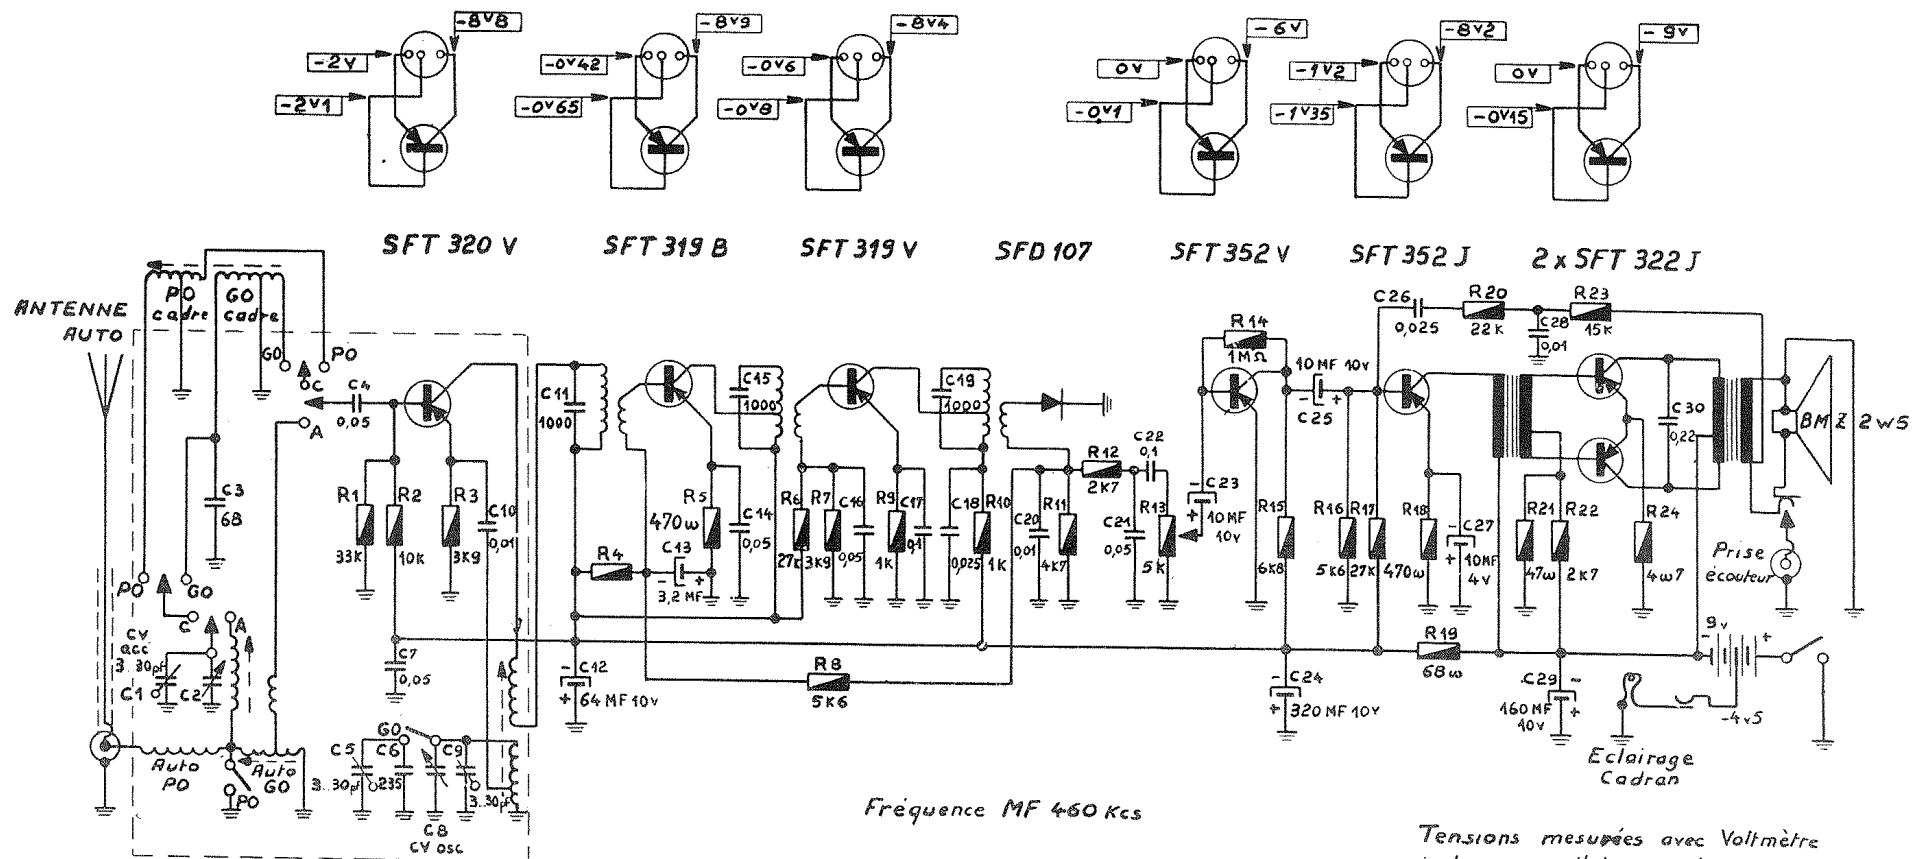 -8V8
-2V
-2V1
-8V9
-0V42
-0V65
-8V4
-0V6
-0V8
-6V
0V
-0V1
-8V2
-1V2
-1V35
-9V
0V
-0V15
SFT 320 V
SFT 319 B
SFT 319 V
SFD 107
SFT 352 V
SFT 352 J
2 x SFT 322 J
ANTENNE
AUTO
PO
cadre
GO
cadre
GO
PO
C
A
C4
0,05
C3
68
R1
33K
R2
10K
R3
3K9
C10
0,01
PO
GO
C
A
CV
acc
3..30pf
C1
C2
C7
0,05
Auto
PO
Auto
GO
PO
GO
C5
3..30pf
C6
235
C9
3..30pf
C8
CV osc
C11
1000
R4
C13
- +
3,2 MF
R5
470ω
C14
0,05
C15
1000
R6
27K
R7
3K9
C16
0,05
R9
1K
C17
0,1
C18
0,025
R10
1K
C19
1000
- C12
+ 64 MF 10V
R8
5K6
C20
0,01
R11
4K7
R12
2K7
C22
0,1
C21
0,05
R13
5K
- C23
+ 10MF
10V
R14
1MΩ
R15
6K8
10 MF 10V
- +
C25
R16
5K6
R17
27K
R18
470ω
- C27
+ 10MF
4V
C26
0,025
R20
22K
C28
0,01
R23
15K
- C24
+ 320 MF 10V
R19
68ω
R21
47ω
R22
2K7
C30
0,22
R24
4ω7
C29 -
160 MF +
10V
BMZ 2W5
Prise
écouteur
9V
- +
-4V5
Eclairage
Cadran
Fréquence MF 460 Kcs
Tensions mesurées avec Voltmètre